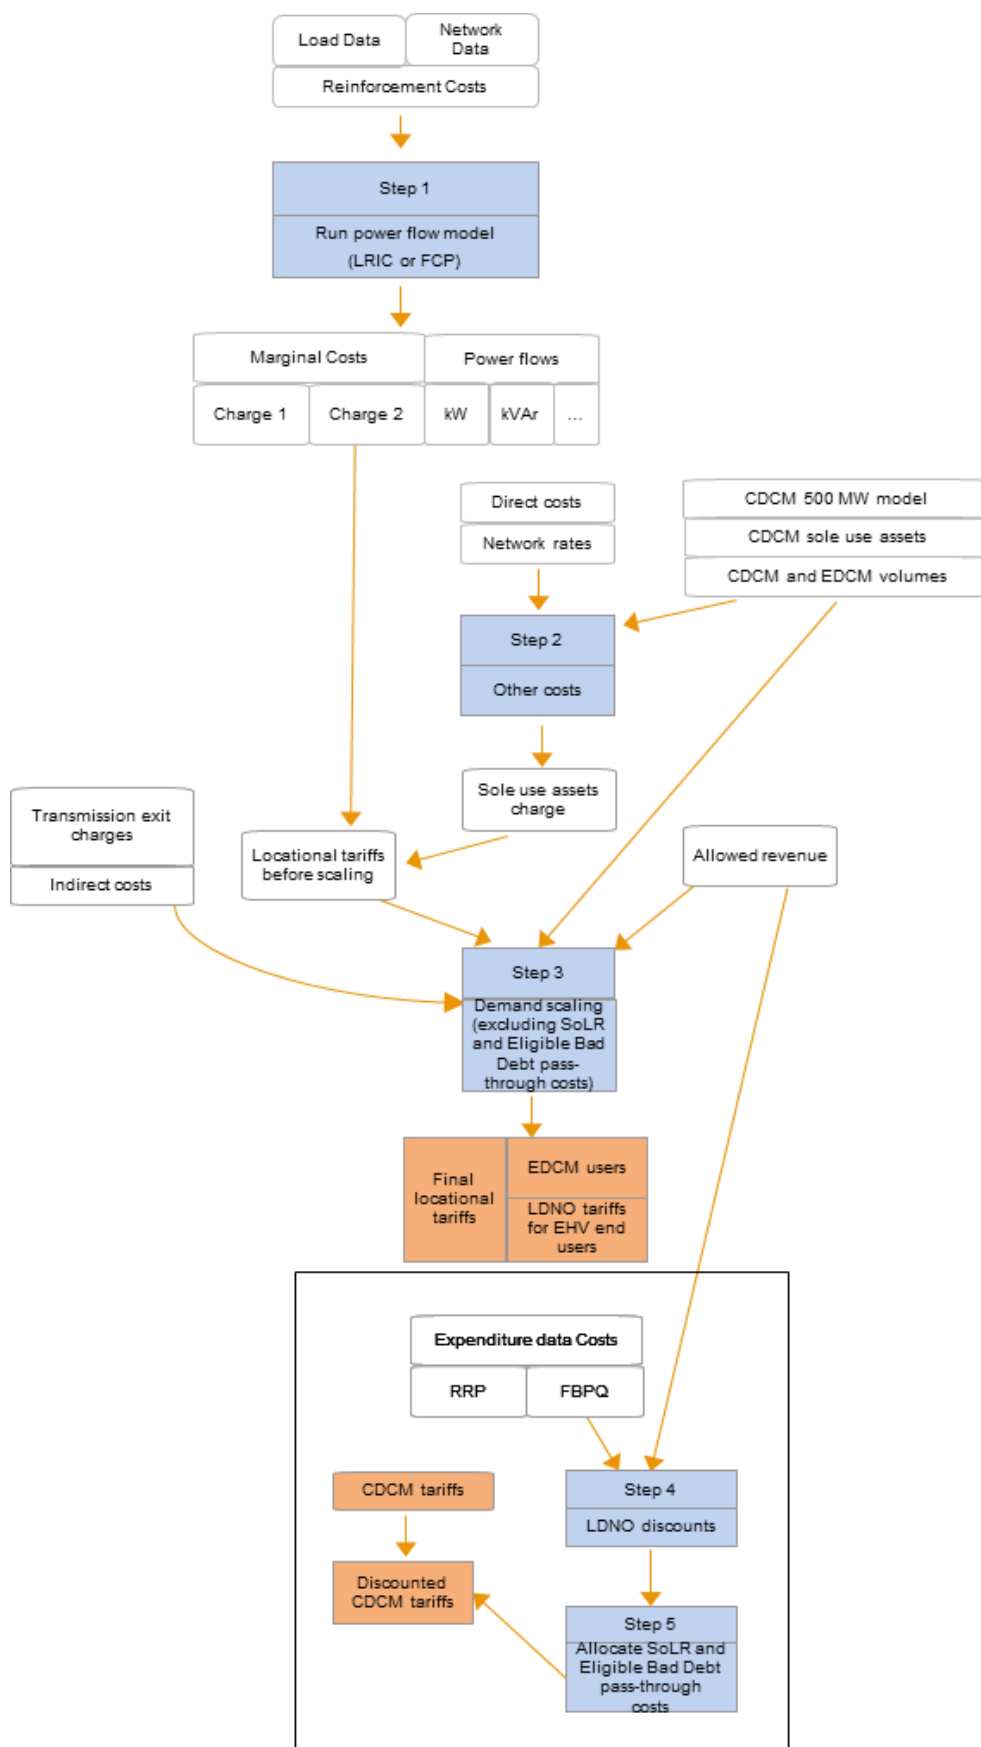 Load Data
Network
Data
Reinforcement Costs
Step 1
Run power flow model
(LRIC or FCP)
Marginal Costs
Power flows
Charge 1
Charge 2
kW
kVAr
...
Direct costs
Network rates
CDCM 500 MW model
CDCM sole use assets
CDCM and EDCM volumes
Step 2
Other costs
Sole use assets
charge
Transmission exit
charges
Indirect costs
Locational tariffs
before scaling
Allowed revenue
Step 3
Demand scaling
(excluding SoLR
and Eligible Bad
Debt pass-
through costs)
Final
locational
tariffs
EDCM users
LDNO tariffs
for EHV end
users
Expenditure data Costs
RRP
FBPQ
CDCM tariffs
Step 4
LDNO discounts
Discounted
CDCM tariffs
Step 5
Allocate SoLR and
Eligible Bad Debt
pass-through
costs